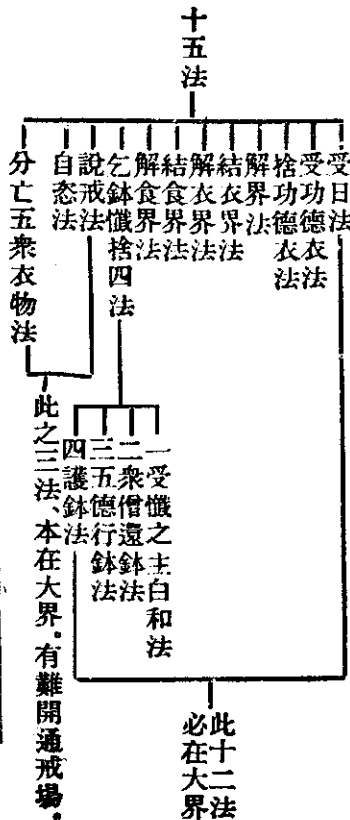 十五法
受日法
受功德衣法
捨功德衣法
解界法
結衣界法
解衣界法
結食界法
解食界法
乞鉢懺捨四法
說戒法
自恣法
分亡五衆衣物法
一受懺之主白和法
二衆僧還鉢法
三五德行鉢法
四護鉢法
此十二法
必在大界
此之三法、本在大界。有難開通戒場。